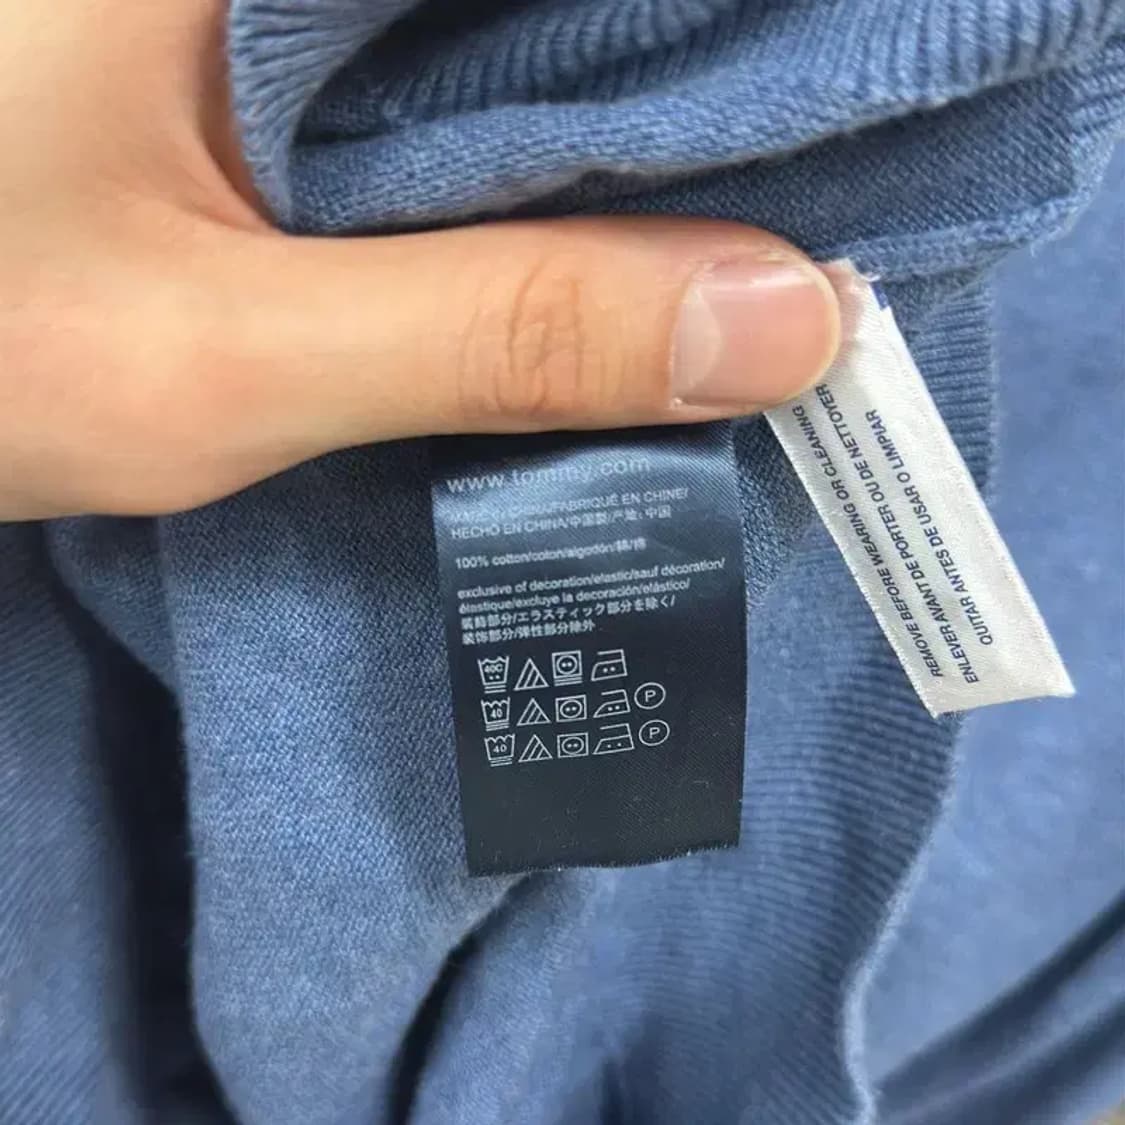 www.tommy.com
FABRIQUÉ EN CHINE/
HECHO EN CHINA/中国製/产地: 中国
100% cotton/coton/algodón/綿/棉
exclusive of decoration/elastic/sauf décoration/
élastique/excluye la decoración/elástico/
装飾部分/エラスティック部分を除く/
装饰部分/弹性部分除外
40C
40 P
40 P
REMOVE BEFORE WEARING OR CLEANING
ENLEVER AVANT DE PORTER OU DE NETTOYER
QUITAR ANTES DE USAR O LIMPIAR